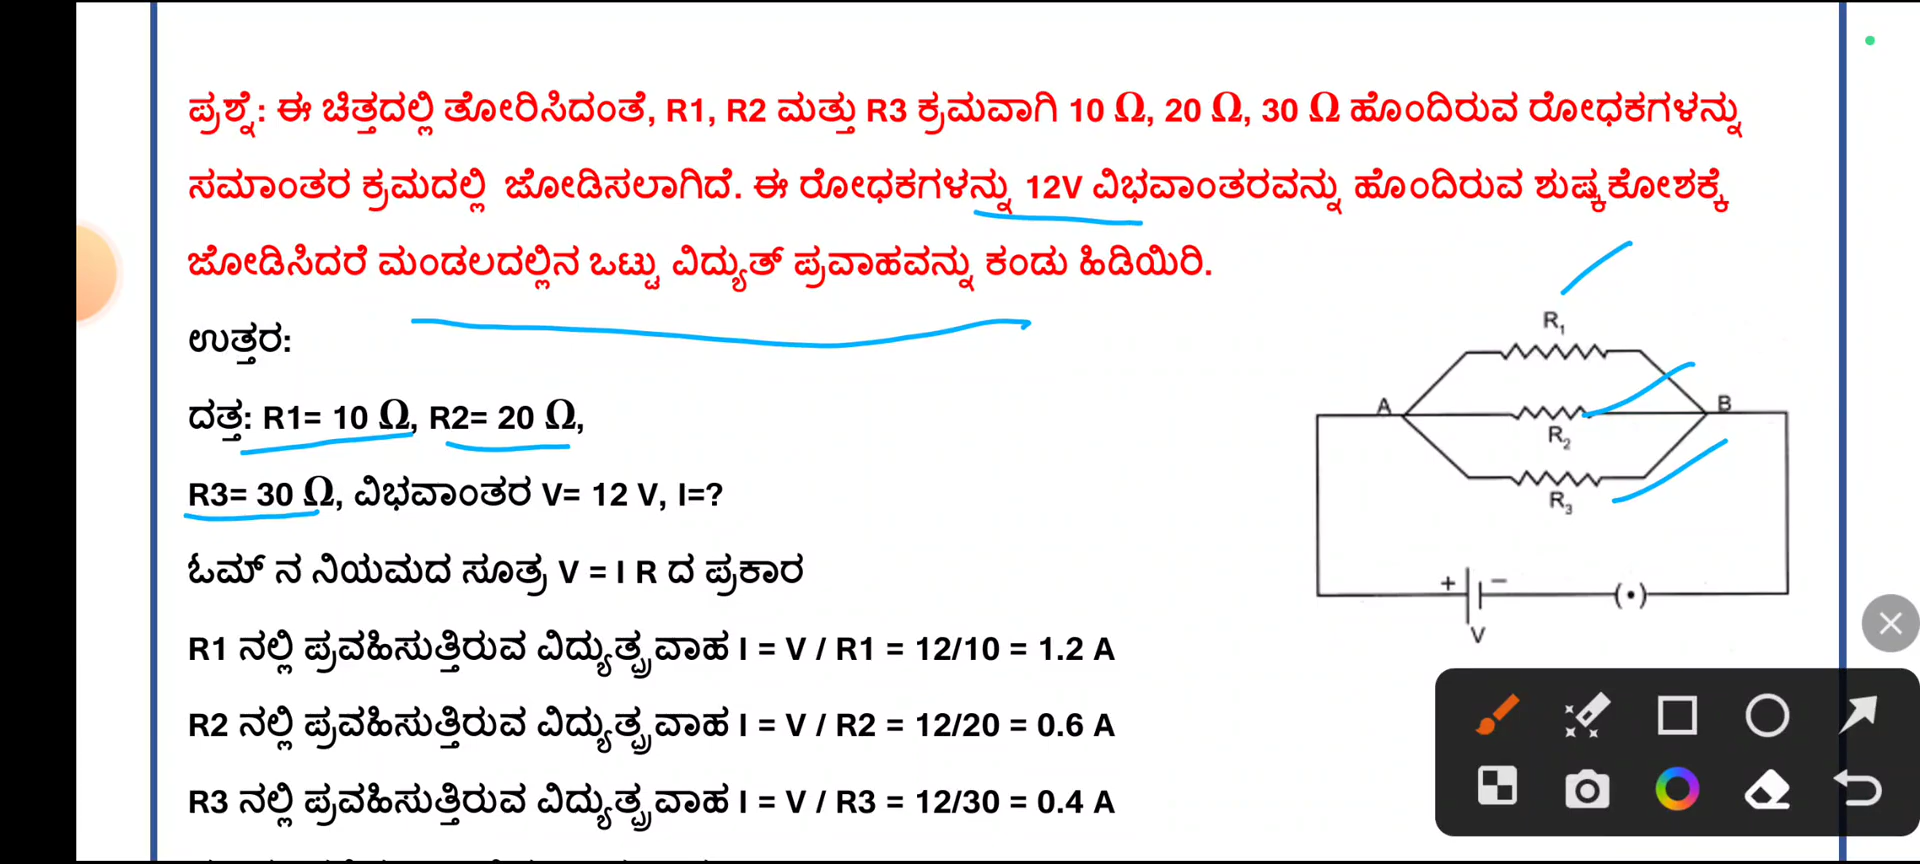 ಪ್ರಶ್ನೆ: ಈ ಚಿತ್ತದಲ್ಲಿ ತೋರಿಸಿದಂತೆ, R1, R2 ಮತ್ತು R3 ಕ್ರಮವಾಗಿ 10 Ω, 20 Ω, 30 Ω ಹೊಂದಿರುವ ರೋಧಕಗಳನ್ನು
ಸಮಾಂತರ ಕ್ರಮದಲ್ಲಿ ಜೋಡಿಸಲಾಗಿದೆ. ಈ ರೋಧಕಗಳನ್ನು 12V ವಿಭವಾಂತರವನ್ನು ಹೊಂದಿರುವ ಶುಷ್ಕಕೋಶಕ್ಕೆ
ಜೋಡಿಸಿದರೆ ಮಂಡಲದಲ್ಲಿನ ಒಟ್ಟು ವಿದ್ಯುತ್ ಪ್ರವಾಹವನ್ನು ಕಂಡು ಹಿಡಿಯಿರಿ.
ಉತ್ತರ:
ದತ್ತ: R1= 10 Ω, R2= 20 Ω,
R3= 30 Ω, ವಿಭವಾಂತರ V= 12 V, I=?
ಓಮ್ ನ ನಿಯಮದ ಸೂತ್ರ V = I R ದ ಪ್ರಕಾರ
R1 ನಲ್ಲಿ ಪ್ರವಹಿಸುತ್ತಿರುವ ವಿದ್ಯುತ್ಪ್ರವಾಹ I = V / R1 = 12/10 = 1.2 A
R2 ನಲ್ಲಿ ಪ್ರವಹಿಸುತ್ತಿರುವ ವಿದ್ಯುತ್ಪ್ರವಾಹ I = V / R2 = 12/20 = 0.6 A
R3 ನಲ್ಲಿ ಪ್ರವಹಿಸುತ್ತಿರುವ ವಿದ್ಯುತ್ಪ್ರವಾಹ I = V / R3 = 12/30 = 0.4 A
R₁
A
B
R₂
R₃
+ −
V